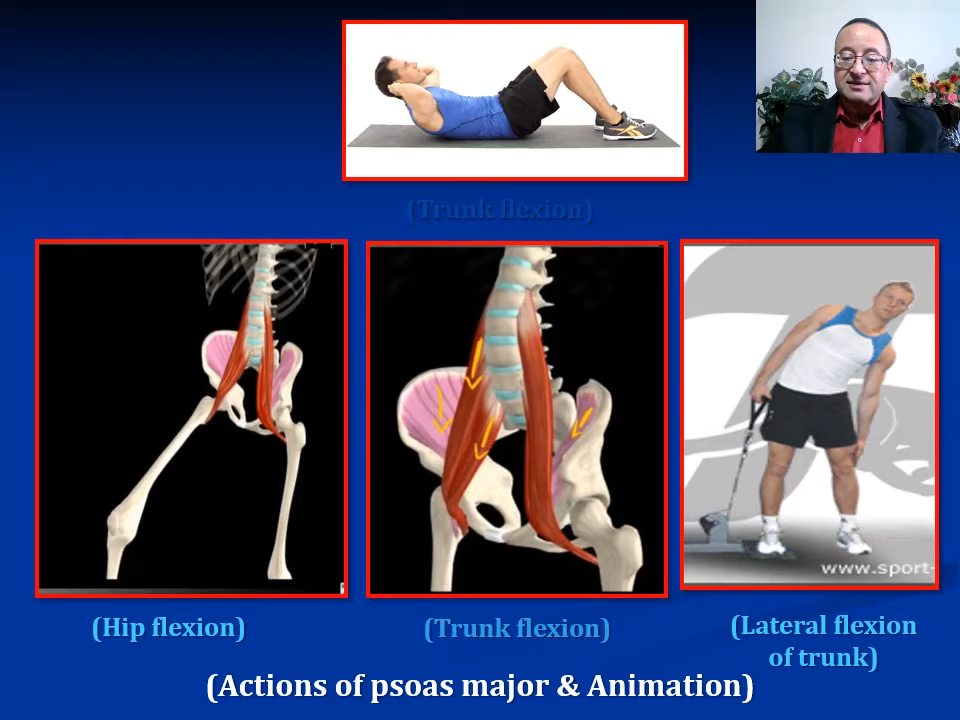 (Trunk flexion)
www.sport-
(Hip flexion)
(Trunk flexion)
(Lateral flexion
of trunk)
(Actions of psoas major & Animation)